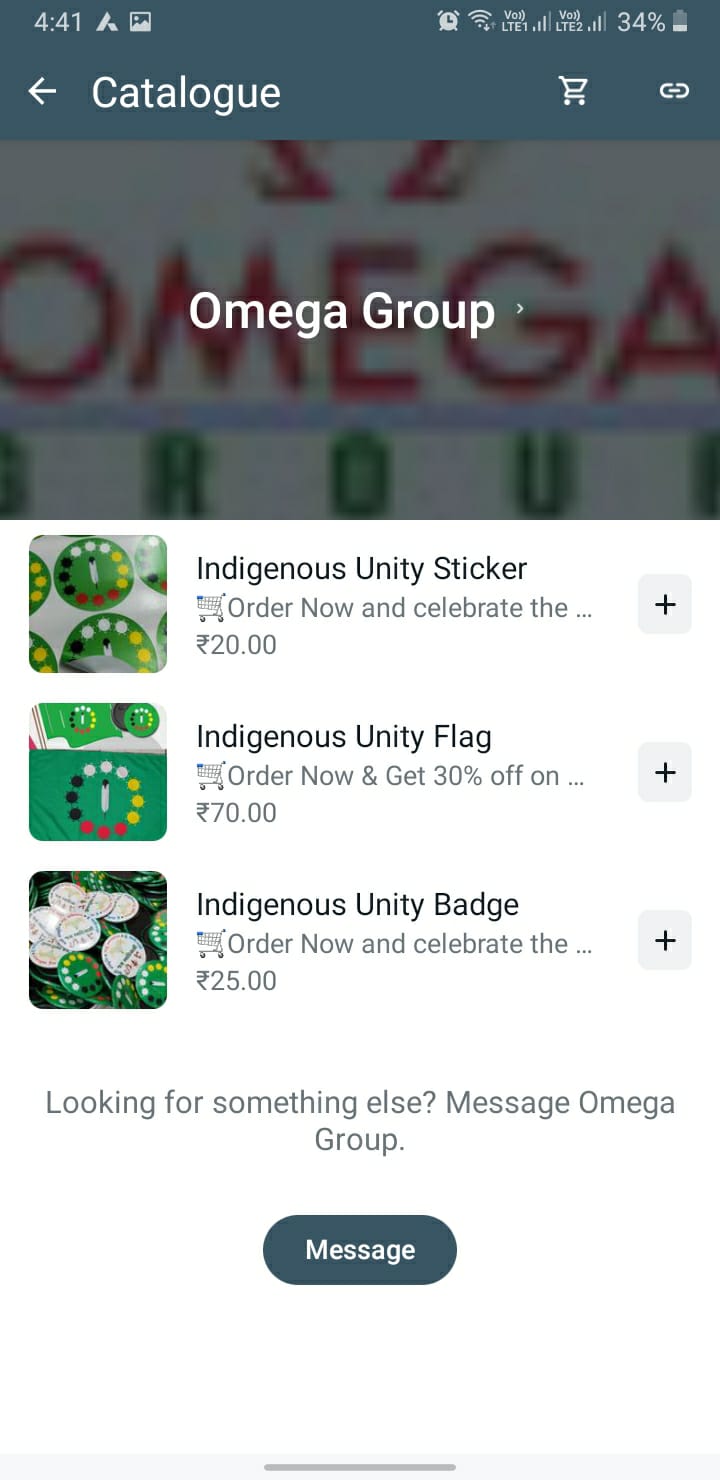 4:41
Vo)) LTE1 Vo)) LTE2 34%
Catalogue
OMEGA
Omega Group
GROUP
Indigenous Unity Sticker
Order Now and celebrate the ...
₹20.00
Indigenous Unity Flag
Order Now & Get 30% off on ...
₹70.00
Indigenous Unity Badge
Order Now and celebrate the ...
₹25.00
Looking for something else? Message Omega
Group.
Message